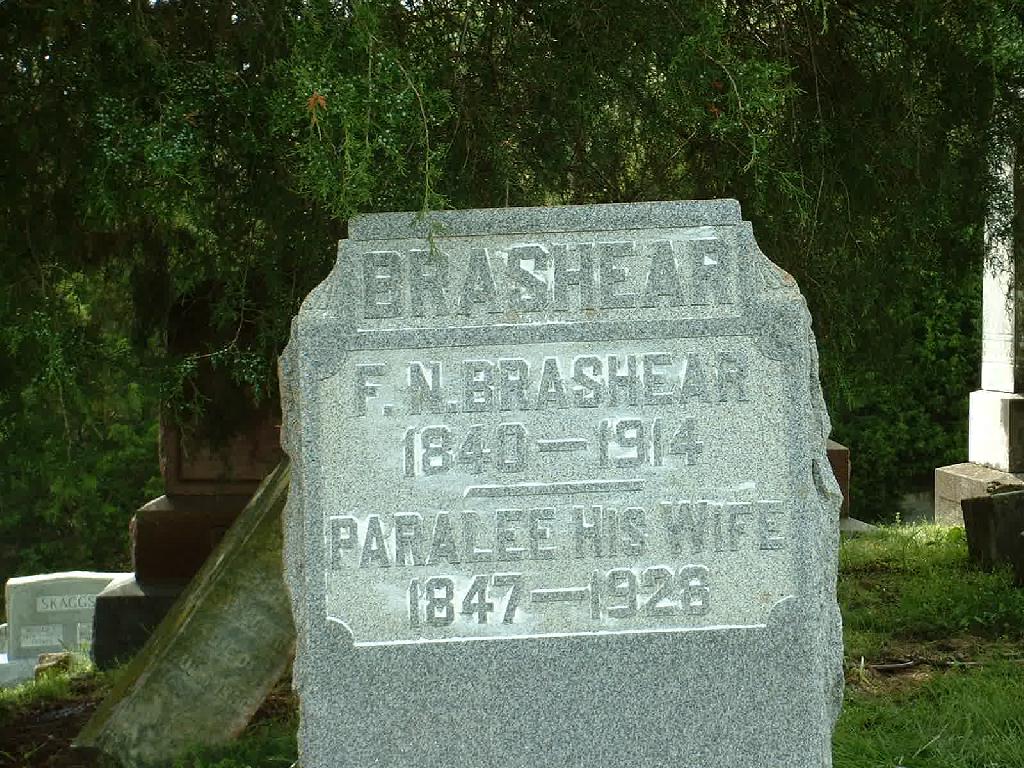 BRASHEAR
F. N. BRASHEAR
1840—1914
PARALEE HIS WIFE
1847—1926
SKAGGS